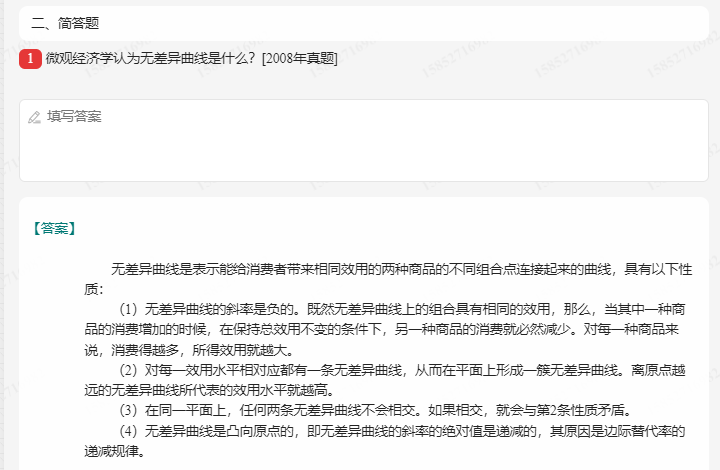 二、简答题
1 微观经济学认为无差异曲线是什么？[2008年真题]
填写答案
【答案】
无差异曲线是表示能给消费者带来相同效用的两种商品的不同组合点连接起来的曲线，具有以下性
质：
（1）无差异曲线的斜率是负的。既然无差异曲线上的组合具有相同的效用，那么，当其中一种商
品的消费增加的时候，在保持总效用不变的条件下，另一种商品的消费就必然减少。对每一种商品来
说，消费得越多，所得效用就越大。
（2）对每一效用水平相对应都有一条无差异曲线，从而在平面上形成一簇无差异曲线。离原点越
远的无差异曲线所代表的效用水平就越高。
（3）在同一平面上，任何两条无差异曲线不会相交。如果相交，就会与第2条性质矛盾。
（4）无差异曲线是凸向原点的，即无差异曲线的斜率的绝对值是递减的，其原因是边际替代率的
递减规律。